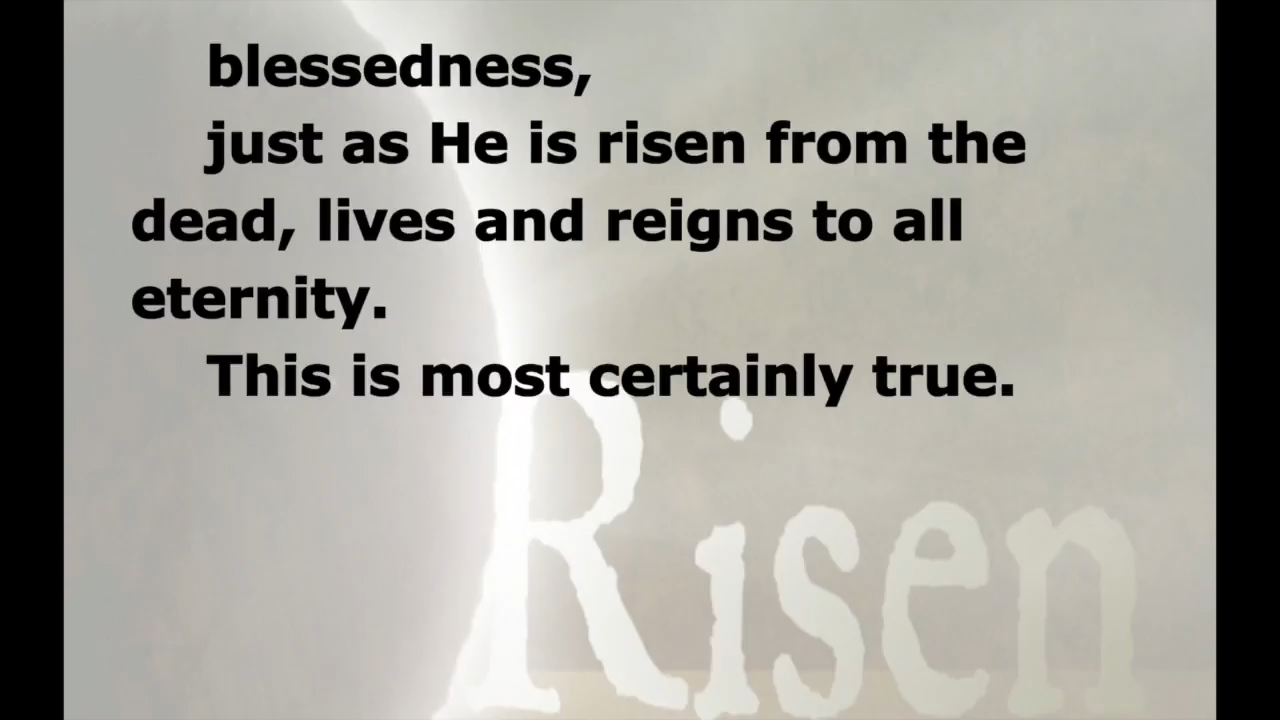 blessedness,
just as He is risen from the
dead, lives and reigns to all
eternity.
This is most certainly true.
Risen